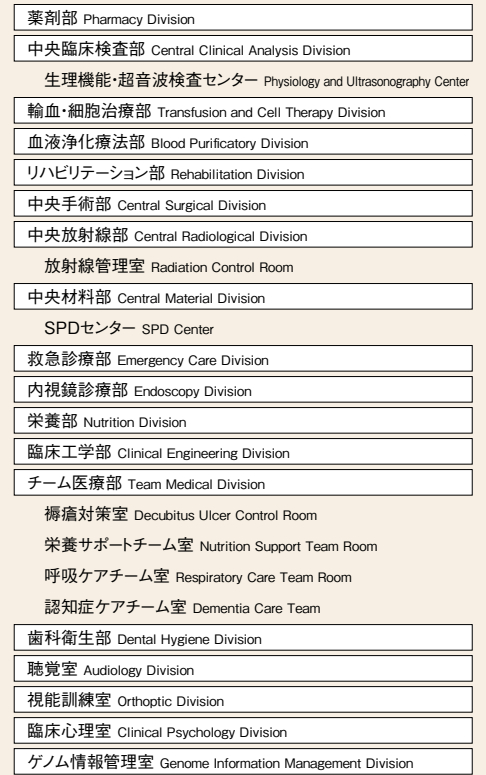 薬剤部 Pharmacy Division
中央臨床検査部 Central Clinical Analysis Division
生理機能・超音波検査センター Physiology and Ultrasonography Center
輸血・細胞治療部 Transfusion and Cell Therapy Division
血液浄化療法部 Blood Purificatory Division
リハビリテーション部 Rehabilitation Division
中央手術部 Central Surgical Division
中央放射線部 Central Radiological Division
放射線管理室 Radiation Control Room
中央材料部 Central Material Division
SPDセンター SPD Center
救急診療部 Emergency Care Division
内視鏡診療部 Endoscopy Division
栄養部 Nutrition Division
臨床工学部 Clinical Engineering Division
チーム医療部 Team Medical Division
褥瘡対策室 Decubitus Ulcer Control Room
栄養サポートチーム室 Nutrition Support Team Room
呼吸ケアチーム室 Respiratory Care Team Room
認知症ケアチーム室 Dementia Care Team
歯科衛生部 Dental Hygiene Division
聴覚室 Audiology Division
視能訓練室 Orthoptic Division
臨床心理室 Clinical Psychology Division
ゲノム情報管理室 Genome Information Management Division